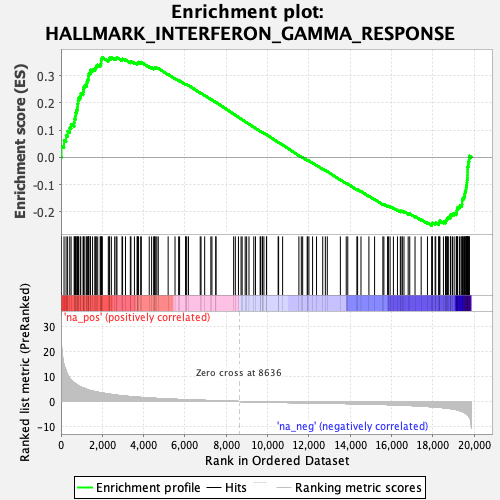 Enrichment plot:
HALLMARK_INTERFERON_GAMMA_RESPONSE
Enrichment score (ES)
0.3
0.2
0.1
0.0
-0.1
-0.2
Ranked list metric (PreRanked)
'na_pos' (positively correlated)
30
20
10
0
-10
Zero cross at 8636
'na_neg' (negatively correlated)
0
2,000
4,000
6,000
8,000
10,000
12,000
14,000
16,000
18,000
20,000
Rank in Ordered Dataset
Enrichment profile
Hits
Ranking metric scores